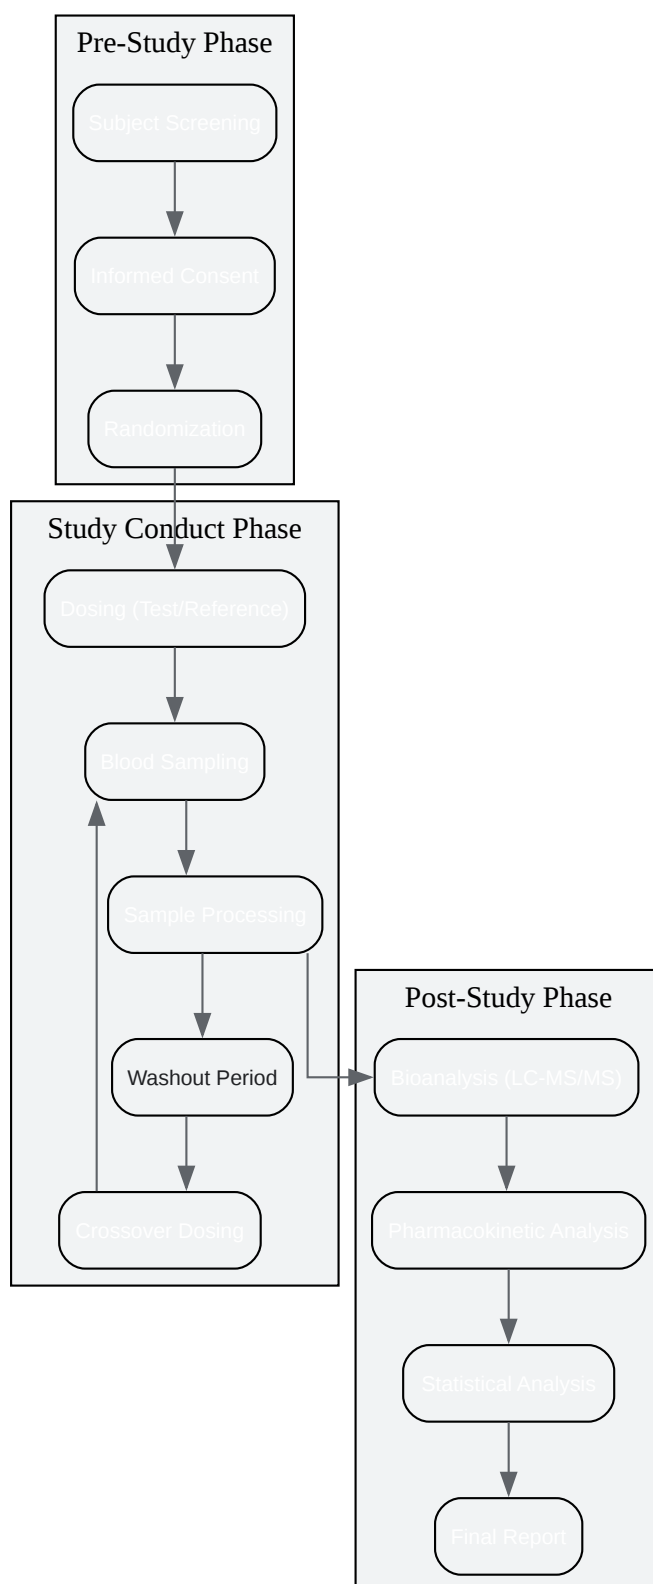 Pre-Study Phase
Subject Screening
Informed Consent
Randomization
Study Conduct Phase
Dosing (Test/Reference)
Blood Sampling
Sample Processing
Washout Period
Crossover Dosing
Post-Study Phase
Bioanalysis (LC-MS/MS)
Pharmacokinetic Analysis
Statistical Analysis
Final Report